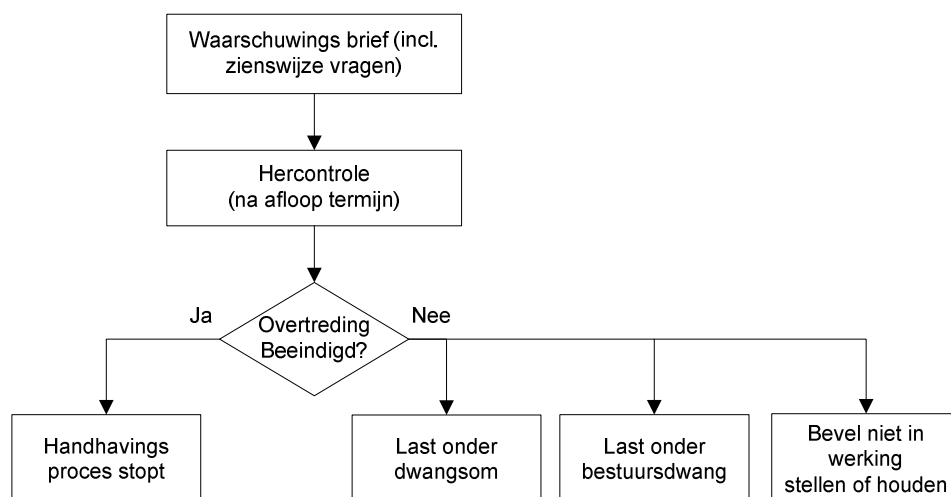 Waarschuwings brief (incl.
zienswijze vragen)
Hercontrole
(na afloop termijn)
Ja
Overtreding
Beeindigd?
Nee
Handhavings
proces stopt
Last onder
dwangsom
Last onder
bestuursdwang
Bevel niet in
werking
stellen of houden